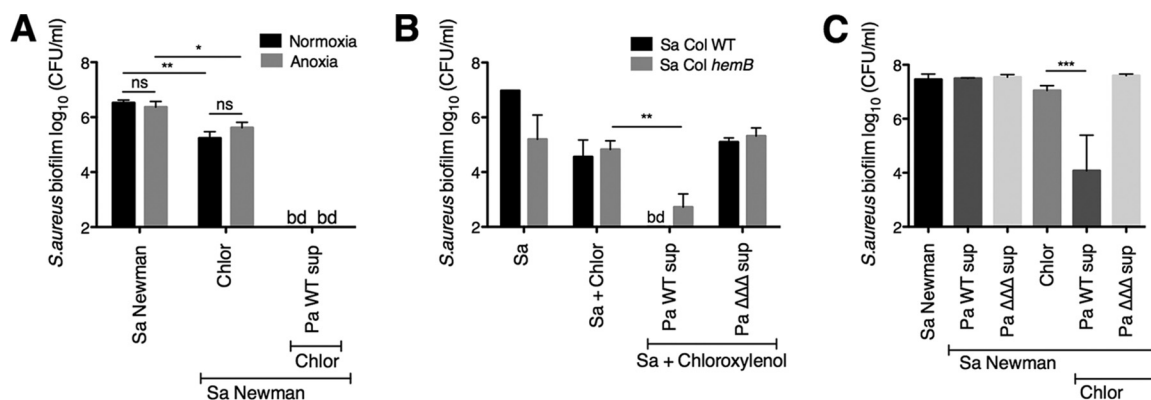 A
Normoxia
Anoxia
S.aureus biofilm log10 (CFU/ml)
8
6
4
2
*
**
ns
ns
bd bd
Sa Newman
Chlor
Pa WT sup
Chlor
Sa Newman
B
Sa Col WT
Sa Col hemB
S.aureus biofilm log10 (CFU/ml)
8
6
4
2
**
bd
Sa
Sa + Chlor
Pa WT sup
Pa ΔΔΔ sup
Sa + Chloroxylenol
C
S.aureus biofilm log10 (CFU/ml)
8
6
4
2
***
Sa Newman
Pa WT sup
Pa ΔΔΔ sup
Chlor
Pa WT sup
Pa ΔΔΔ sup
Sa Newman
Chlor